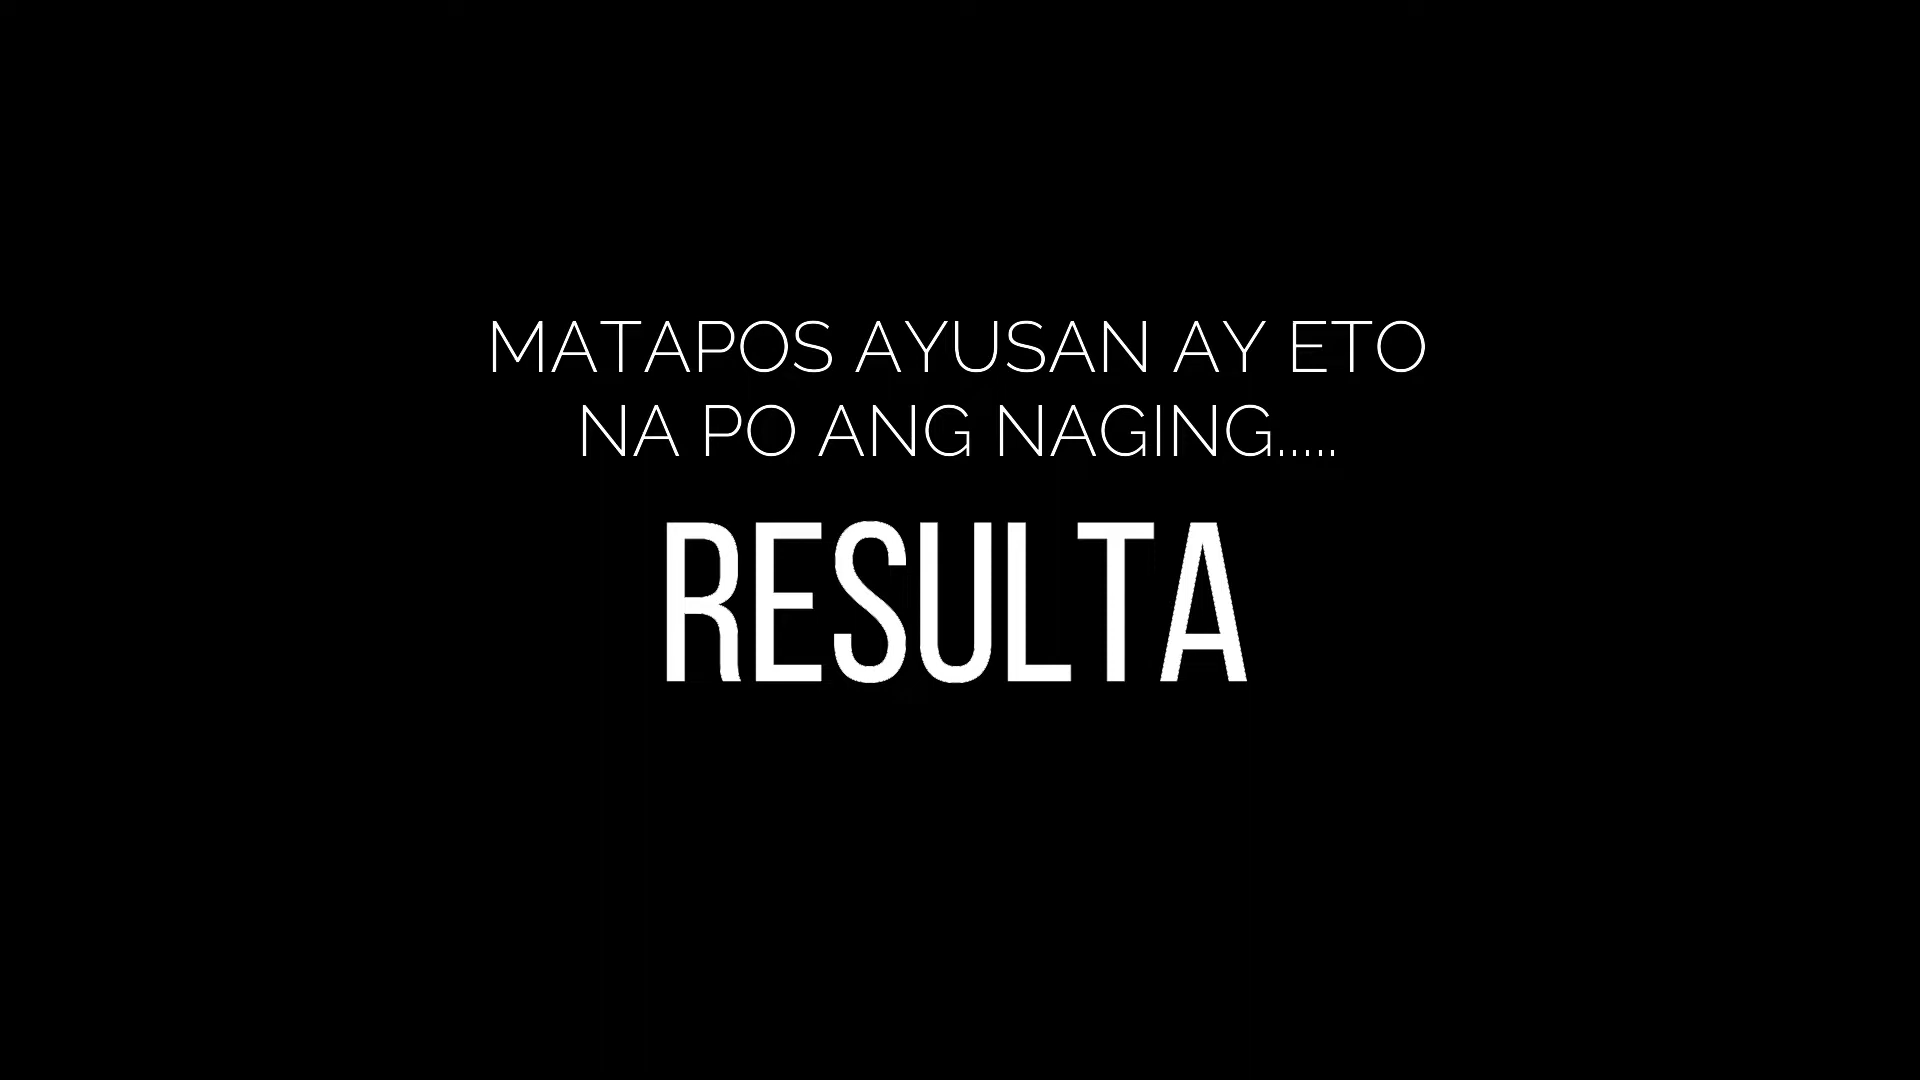 MATAPOS AYUSAN AY ETO
NA PO ANG NAGING.....
RESULTA